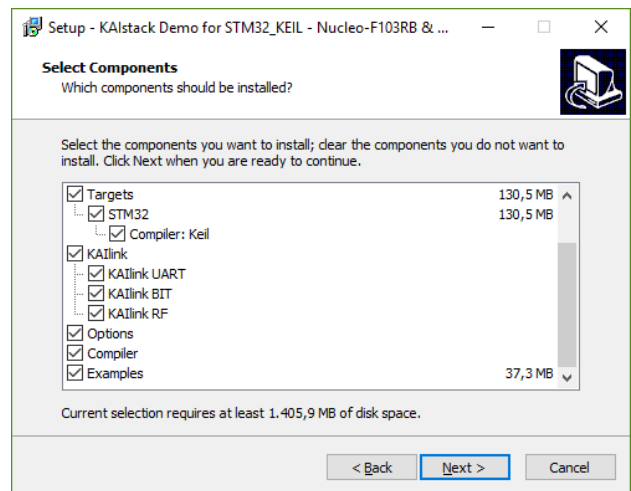 Setup - KAIstack Demo for STM32_KEIL - Nucleo-F103RB & ...
Select Components
Which components should be installed?
Select the components you want to install; clear the components you do not want to
install. Click Next when you are ready to continue.
Targets 130,5 MB
STM32 130,5 MB
Compiler: Keil
KAIlink
KAIlink UART
KAIlink BIT
KAIlink RF
Options
Compiler
Examples 37,3 MB
Current selection requires at least 1.405,9 MB of disk space.
< Back Next > Cancel